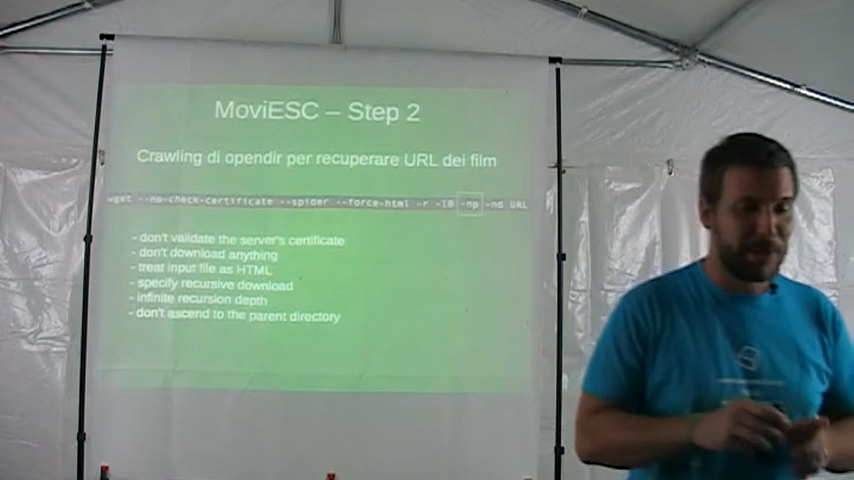 MoviESC – Step 2
Crawling di opendir per recuperare URL dei film
wget --no-check-certificate --spider --force-html -r -l0 -np -nd URL
- don't validate the server's certificate
- don't download anything
- treat input file as HTML
- specify recursive download
- infinite recursion depth
- don't ascend to the parent directory